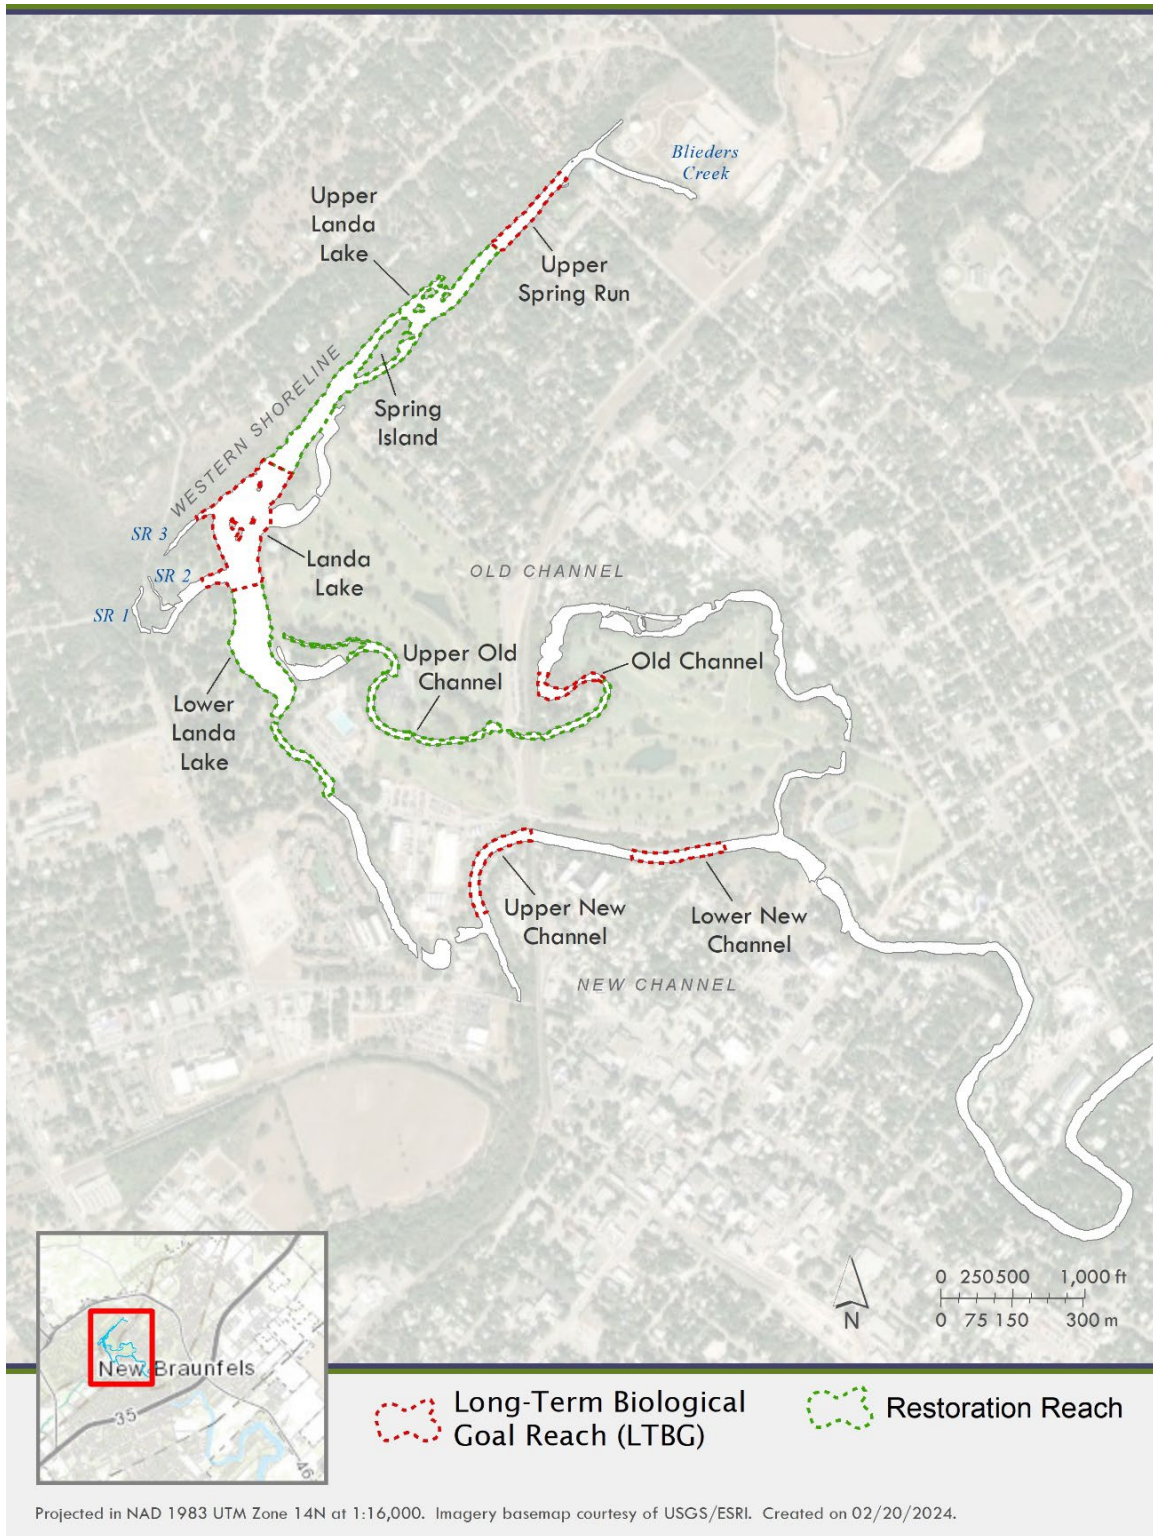 Blieders
Creek
Upper
Landa
Lake
Upper
Spring Run
WESTERN SHORELINE
Spring
Island
SR 3
SR 2
SR 1
Landa
Lake
OLD CHANNEL
Upper Old
Channel
Old Channel
Lower
Landa
Lake
Upper New
Channel
Lower New
Channel
NEW CHANNEL
0 250 500 1,000 ft
0 75 150 300 m
N
New Braunfels
35
46
Long-Term Biological
Goal Reach (LTBG)
Restoration Reach
Projected in NAD 1983 UTM Zone 14N at 1:16,000. Imagery basemap courtesy of USGS/ESRI. Created on 02/20/2024.